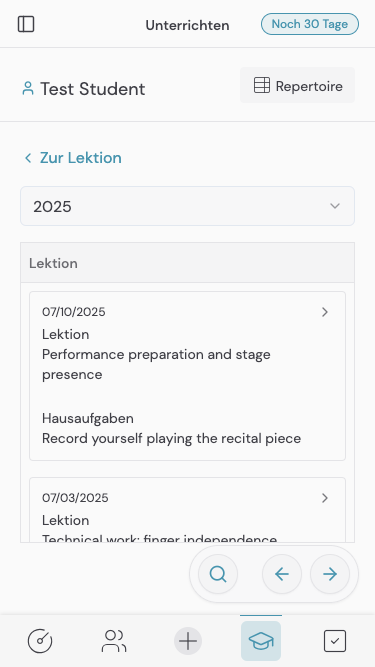 Unterrichten
Noch 30 Tage
Test Student
Repertoire
Zur Lektion
2025
Lektion
07/10/2025
Lektion
Performance preparation and stage
presence
Hausaufgaben
Record yourself playing the recital piece
07/03/2025
Lektion
Technical work: finger independence